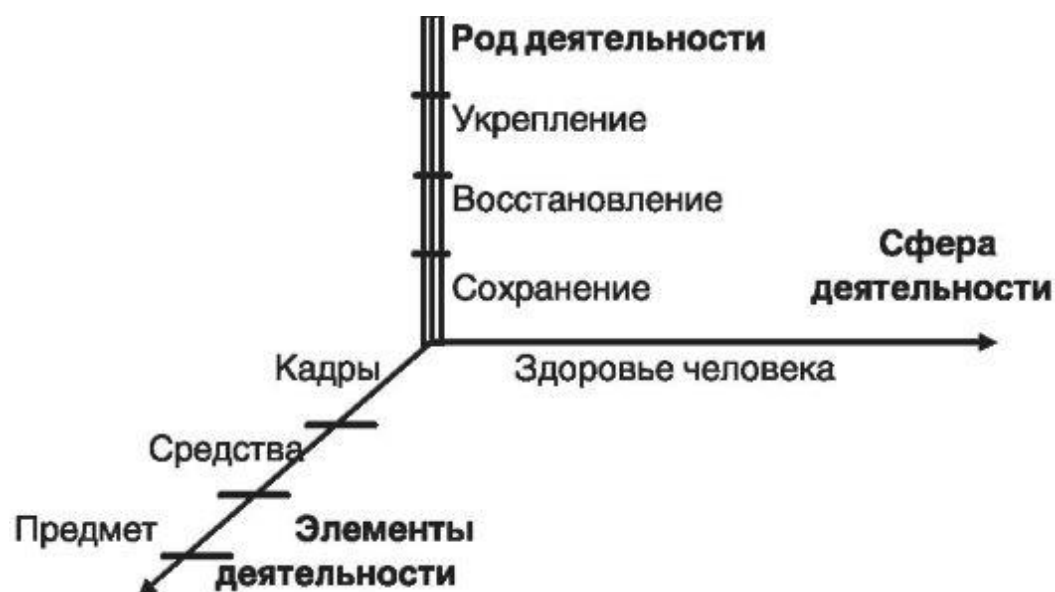 Род деятельности
Укрепление
Восстановление
Сфера
деятельности
Сохранение
Кадры
Здоровье человека
Средства
Предмет
Элементы
деятельности